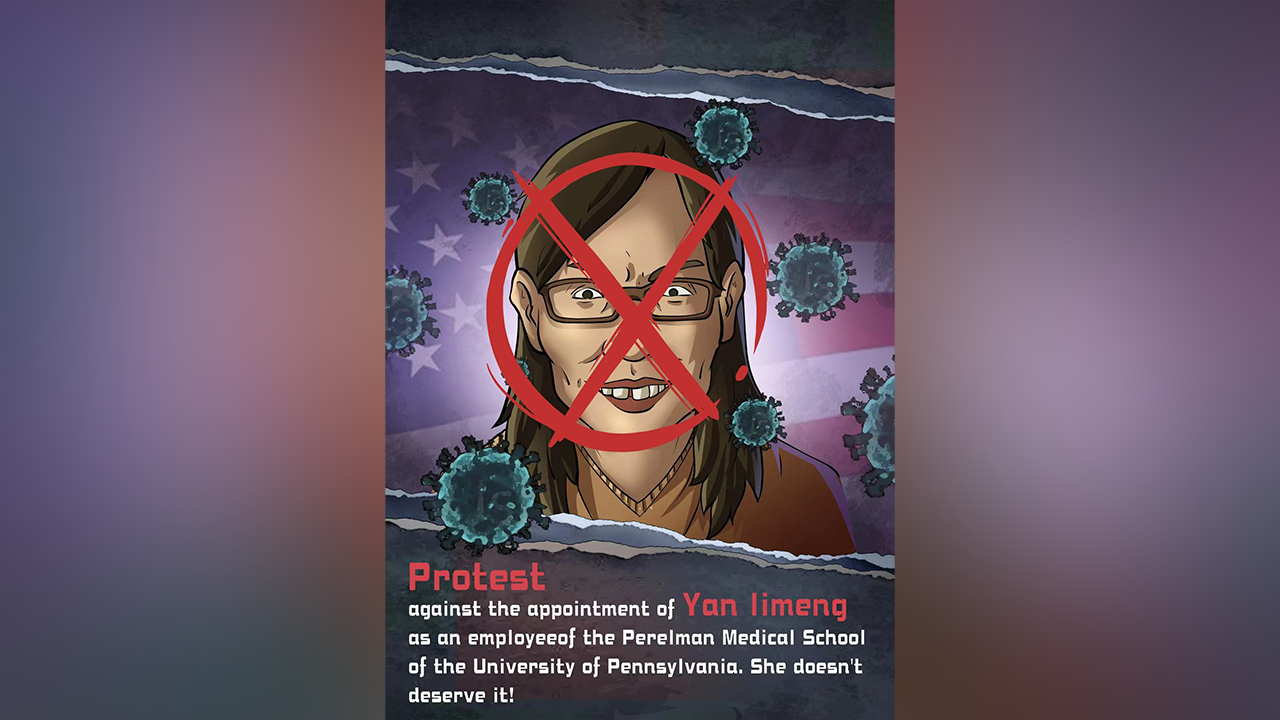 Protest
against the appointment of Yan limeng
as an employeeof the Perelman Medical School
of the University of Pennsylvania. She doesn't
deserve it!